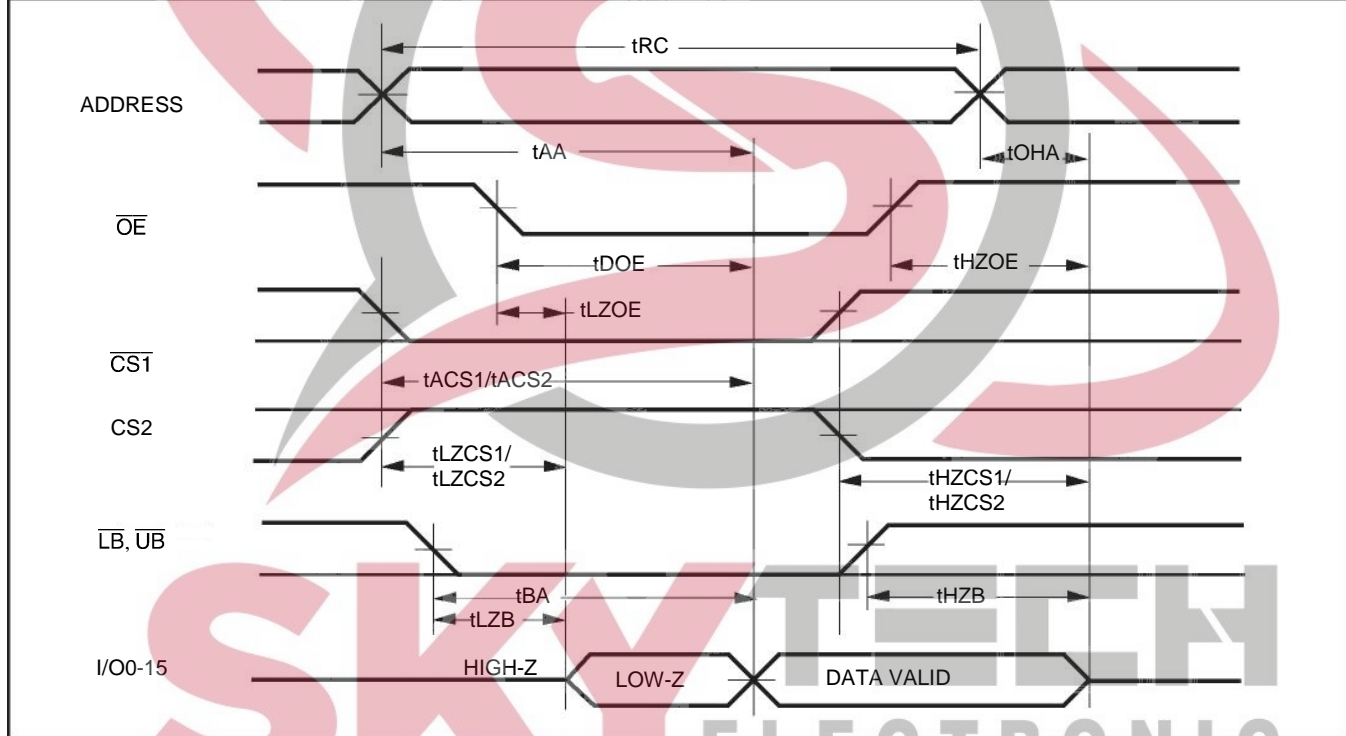 tRC
ADDRESS
tAA
tOHA
OE
tDOE
tHZOE
tLZOE
CS1
tACS1/tACS2
CS2
tLZCS1/
tLZCS2
tHZCS1/
tHZCS2
LB, UB
tBA
tHZB
tLZB
I/O0-15
HIGH-Z
LOW-Z
DATA VALID
SKYTECH
ELECTRONIC